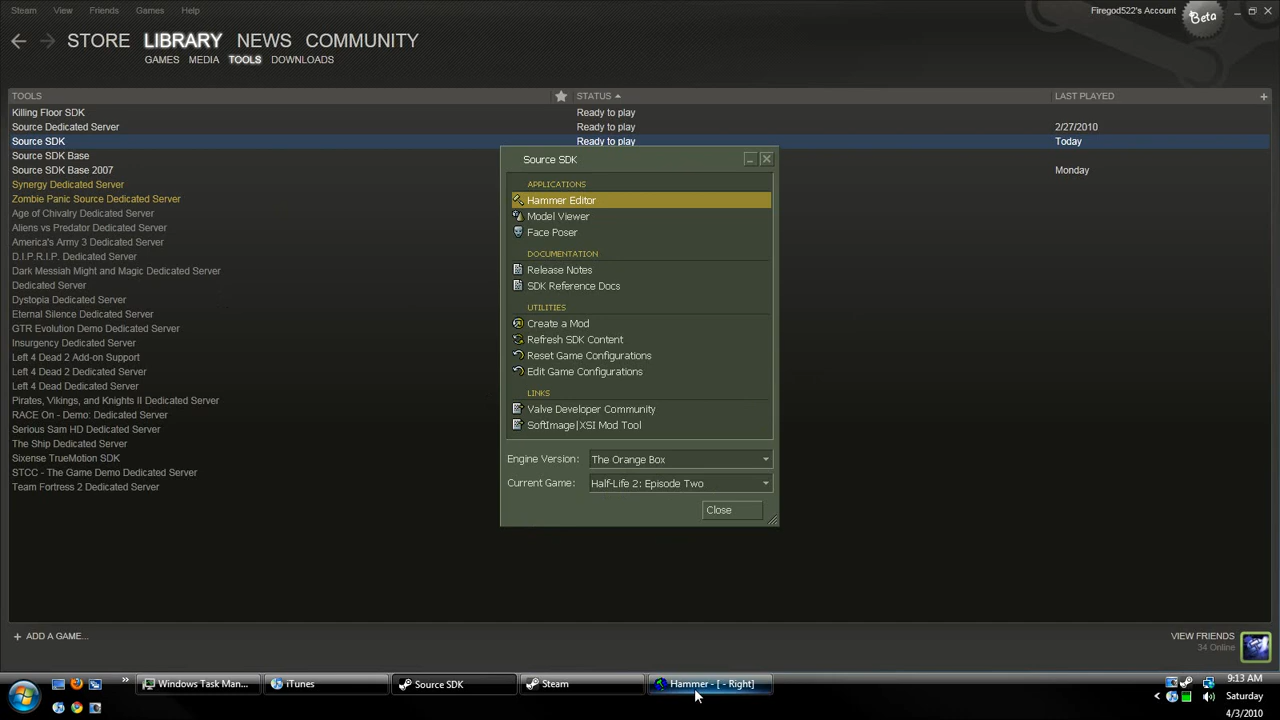 Steam View Friends Games Help Firegod522's Account Beta
STORE LIBRARY NEWS COMMUNITY
GAMES MEDIA TOOLS DOWNLOADS
TOOLS STATUS LAST PLAYED
Killing Floor SDK Ready to play
Source Dedicated Server Ready to play 2/27/2010
Source SDK Ready to play Today
Source SDK Base
Source SDK Base 2007 Monday
Synergy Dedicated Server
Zombie Panic Source Dedicated Server
Age of Chivalry Dedicated Server
Aliens vs Predator Dedicated Server
America's Army 3 Dedicated Server
D.I.P.R.I.P. Dedicated Server
Dark Messiah Might and Magic Dedicated Server
Dedicated Server
Dystopia Dedicated Server
Eternal Silence Dedicated Server
GTR Evolution Demo Dedicated Server
Insurgency Dedicated Server
Left 4 Dead 2 Add-on Support
Left 4 Dead 2 Dedicated Server
Left 4 Dead Dedicated Server
Pirates, Vikings, and Knights II Dedicated Server
RACE On - Demo: Dedicated Server
Serious Sam HD Dedicated Server
The Ship Dedicated Server
Sixense TrueMotion SDK
STCC - The Game Demo Dedicated Server
Team Fortress 2 Dedicated Server
Source SDK
APPLICATIONS
Hammer Editor
Model Viewer
Face Poser
DOCUMENTATION
Release Notes
SDK Reference Docs
UTILITIES
Create a Mod
Refresh SDK Content
Reset Game Configurations
Edit Game Configurations
LINKS
Valve Developer Community
SoftImage|XSI Mod Tool
Engine Version: The Orange Box
Current Game: Half-Life 2: Episode Two
Close
+ ADD A GAME...
VIEW FRIENDS
34 Online
Windows Task Man... iTunes Source SDK Steam Hammer - [ - Right]
9:13 AM
Saturday
4/3/2010